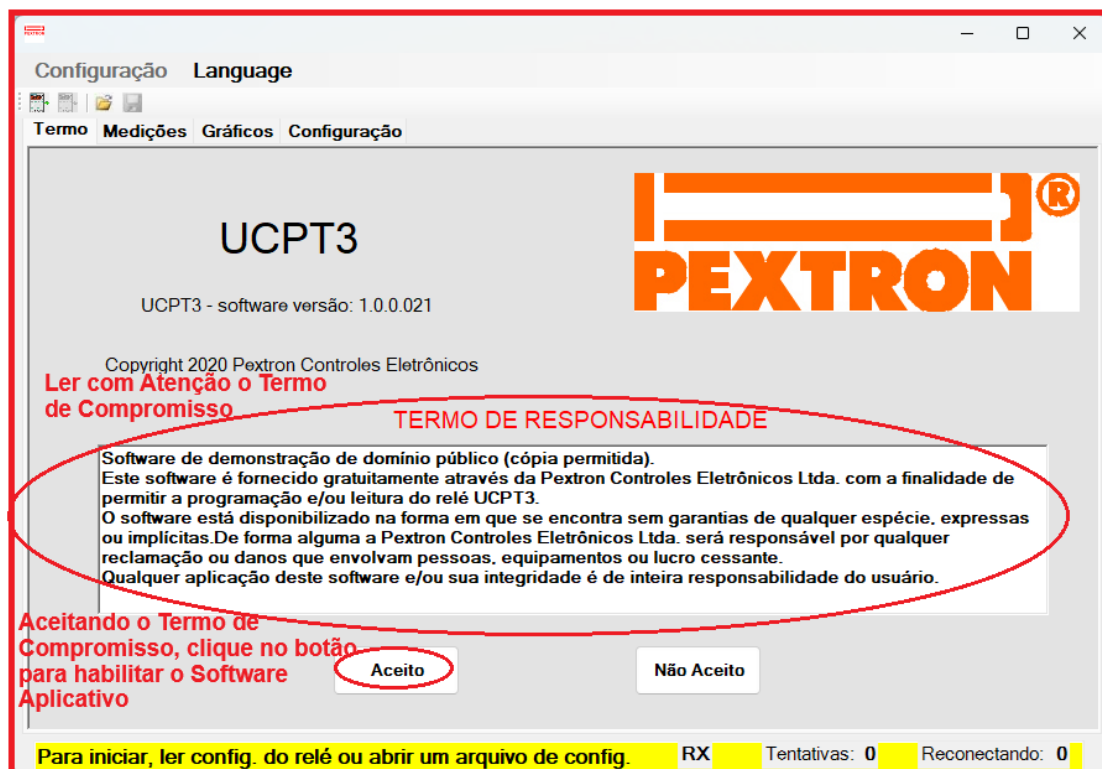 Configuração Language
Termo Medições Gráficos Configuração
UCPT3
PEXTRON®
UCPT3 - software versão: 1.0.0.021
Copyright 2020 Pextron Controles Eletrônicos
Ler com Atenção o Termo
de Compromisso
TERMO DE RESPONSABILIDADE
Software de demonstração de domínio público (cópia permitida).
Este software é fornecido gratuitamente através da Pextron Controles Eletrônicos Ltda. com a finalidade de
permitir a programação e/ou leitura do relé UCPT3.
O software está disponibilizado na forma em que se encontra sem garantias de qualquer espécie, expressas
ou implícitas.De forma alguma a Pextron Controles Eletrônicos Ltda. será responsável por qualquer
reclamação ou danos que envolvam pessoas, equipamentos ou lucro cessante.
Qualquer aplicação deste software e/ou sua integridade é de inteira responsabilidade do usuário.
Aceitando o Termo de
Compromisso, clique no botão
para habilitar o Software
Aplicativo
Aceito Não Aceito
Para iniciar, ler config. do relé ou abrir um arquivo de config. RX Tentativas: 0 Reconectando: 0